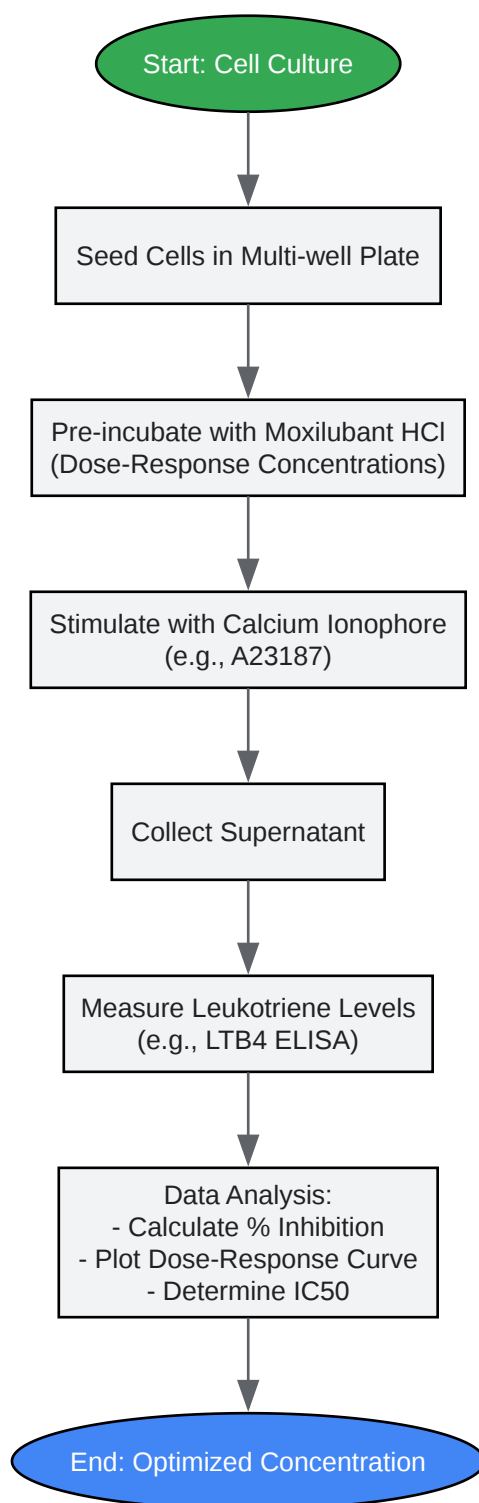 Start: Cell Culture
Seed Cells in Multi-well Plate
Pre-incubate with Moxilubant HCl
(Dose-Response Concentrations)
Stimulate with Calcium Ionophore
(e.g., A23187)
Collect Supernatant
Measure Leukotriene Levels
(e.g., LTB4 ELISA)
Data Analysis:
- Calculate % Inhibition
- Plot Dose-Response Curve
- Determine IC50
End: Optimized Concentration